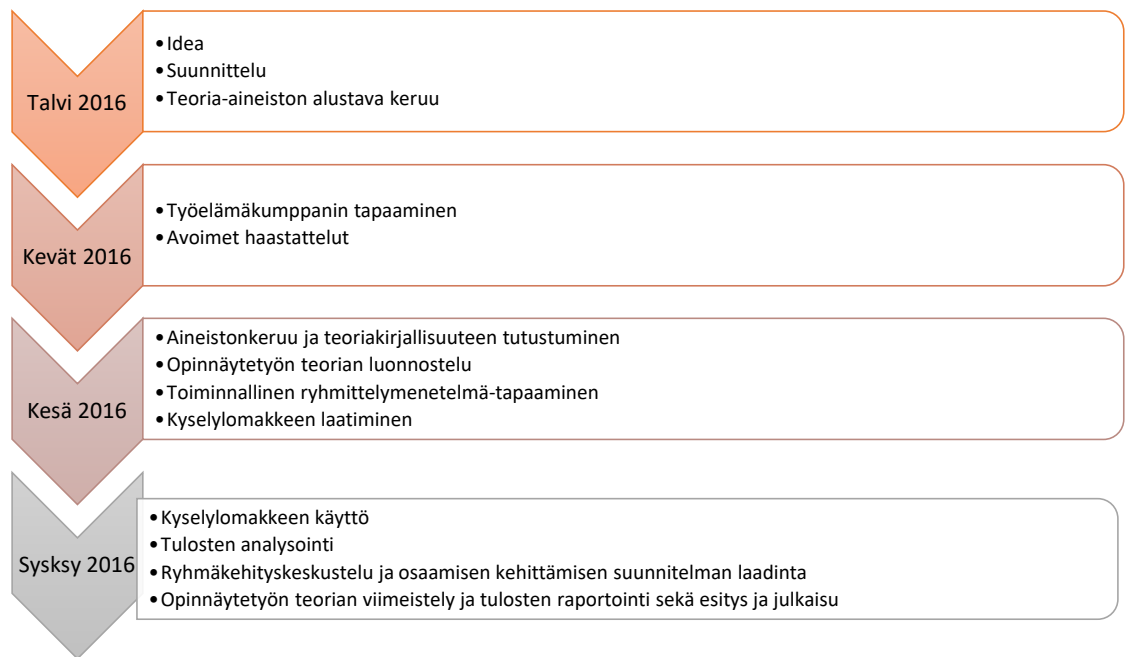 Talvi 2016
•Idea
•Suunnittelu
•Teoria-aineiston alustava keruu
Kevät 2016
•Työelämäkumppanin tapaaminen
•Avoimet haastattelut
Kesä 2016
•Aineistonkeruu ja teoriakirjallisuuteen tutustuminen
•Opinnäytetyön teorian luonnostelu
•Toiminnallinen ryhmittelymenetelmä-tapaaminen
•Kyselylomakkeen laatiminen
Sysksy 2016
•Kyselylomakkeen käyttö
•Tulosten analysointi
•Ryhmäkehityskeskustelu ja osaamisen kehittämisen suunnitelman laadinta
•Opinnäytetyön teorian viimeistely ja tulosten raportointi sekä esitys ja julkaisu